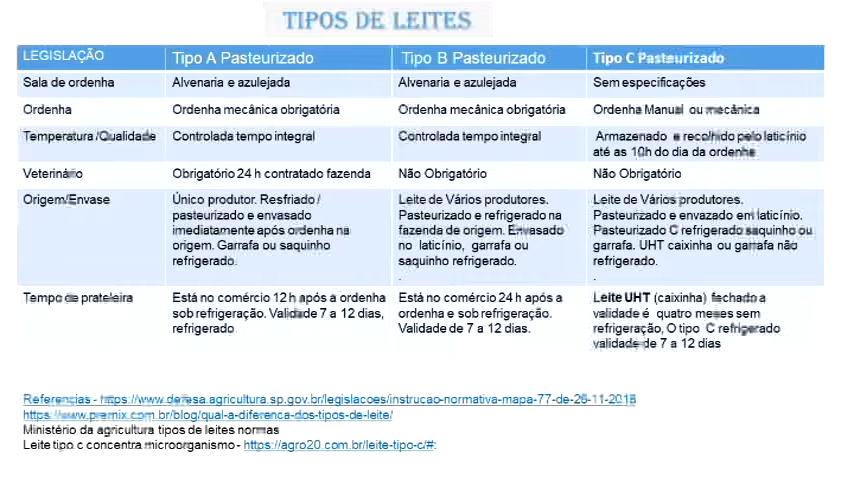 TIPOS DE LEITES
LEGISLAÇÃO
Tipo A Pasteurizado
Tipo B Pasteurizado
Tipo C Pasteurizado
Sala de ordenha
Alvenaria e azulejada
Alvenaria e azulejada
Sem especificações
Ordenha
Ordenha mecânica obrigatória
Ordenha mecânica obrigatória
Ordenha Manual ou mecânica
Temperatura /Qualidade
Controlada tempo integral
Controlada tempo integral
Armazenado e recolhido pelo laticínio
até as 10h do dia da ordenha
Veterinário
Obrigatório 24 h contratado fazenda
Não Obrigatório
Não Obrigatório
Origem/Envase
Único produtor. Resfriado /
pasteurizado e envasado
imediatamente após ordenha na
origem. Garrafa ou saquinho
refrigerado.
Leite de Vários produtores.
Pasteurizado e refrigerado na
fazenda de origem. Envasado
no laticínio, garrafa ou
saquinho refrigerado.
.
Leite de Vários produtores.
Pasteurizado e envazado em laticínio.
Pasteurizado C refrigerado saquinho ou
garrafa. UHT caixinha ou garrafa não
refrigerado.
.
Tempo de prateleira
Está no comércio 12 h após a ordenha
sob refrigeração. Validade 7 a 12 dias,
refrigerado
Está no comércio 24 h após a
ordenha e sob refrigeração.
Validade de 7 a 12 dias.
Leite UHT (caixinha) fechado a
validade é quatro meses sem
refrigeração, O tipo C refrigerado
validade de 7 a 12 dias
Referencias - https://www.defesa.agricultura.sp.gov.br/legislacoes/instrucao-normativa-mapa-77-de-26-11-2018
https://www.premix.com.br/blog/qual-a-diferenca-dos-tipos-de-leite/
Ministério da agricultura tipos de leites normas
Leite tipo c concentra microorganismo - https://agro20.com.br/leite-tipo-c/#: